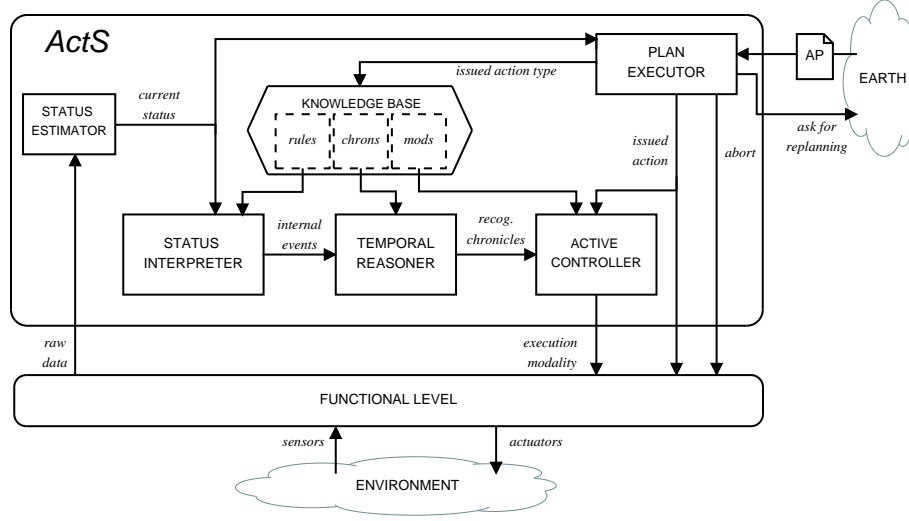 ActS
PLAN
EXECUTOR
AP
EARTH
issued action type
KNOWLEDGE BASE
rules
chrons
mods
STATUS
ESTIMATOR
current
status
issued
action
abort
ask for
replanning
STATUS
INTERPRETER
internal
events
TEMPORAL
REASONER
recog.
chronicles
ACTIVE
CONTROLLER
raw
data
execution
modality
FUNCTIONAL LEVEL
sensors
actuators
ENVIRONMENT